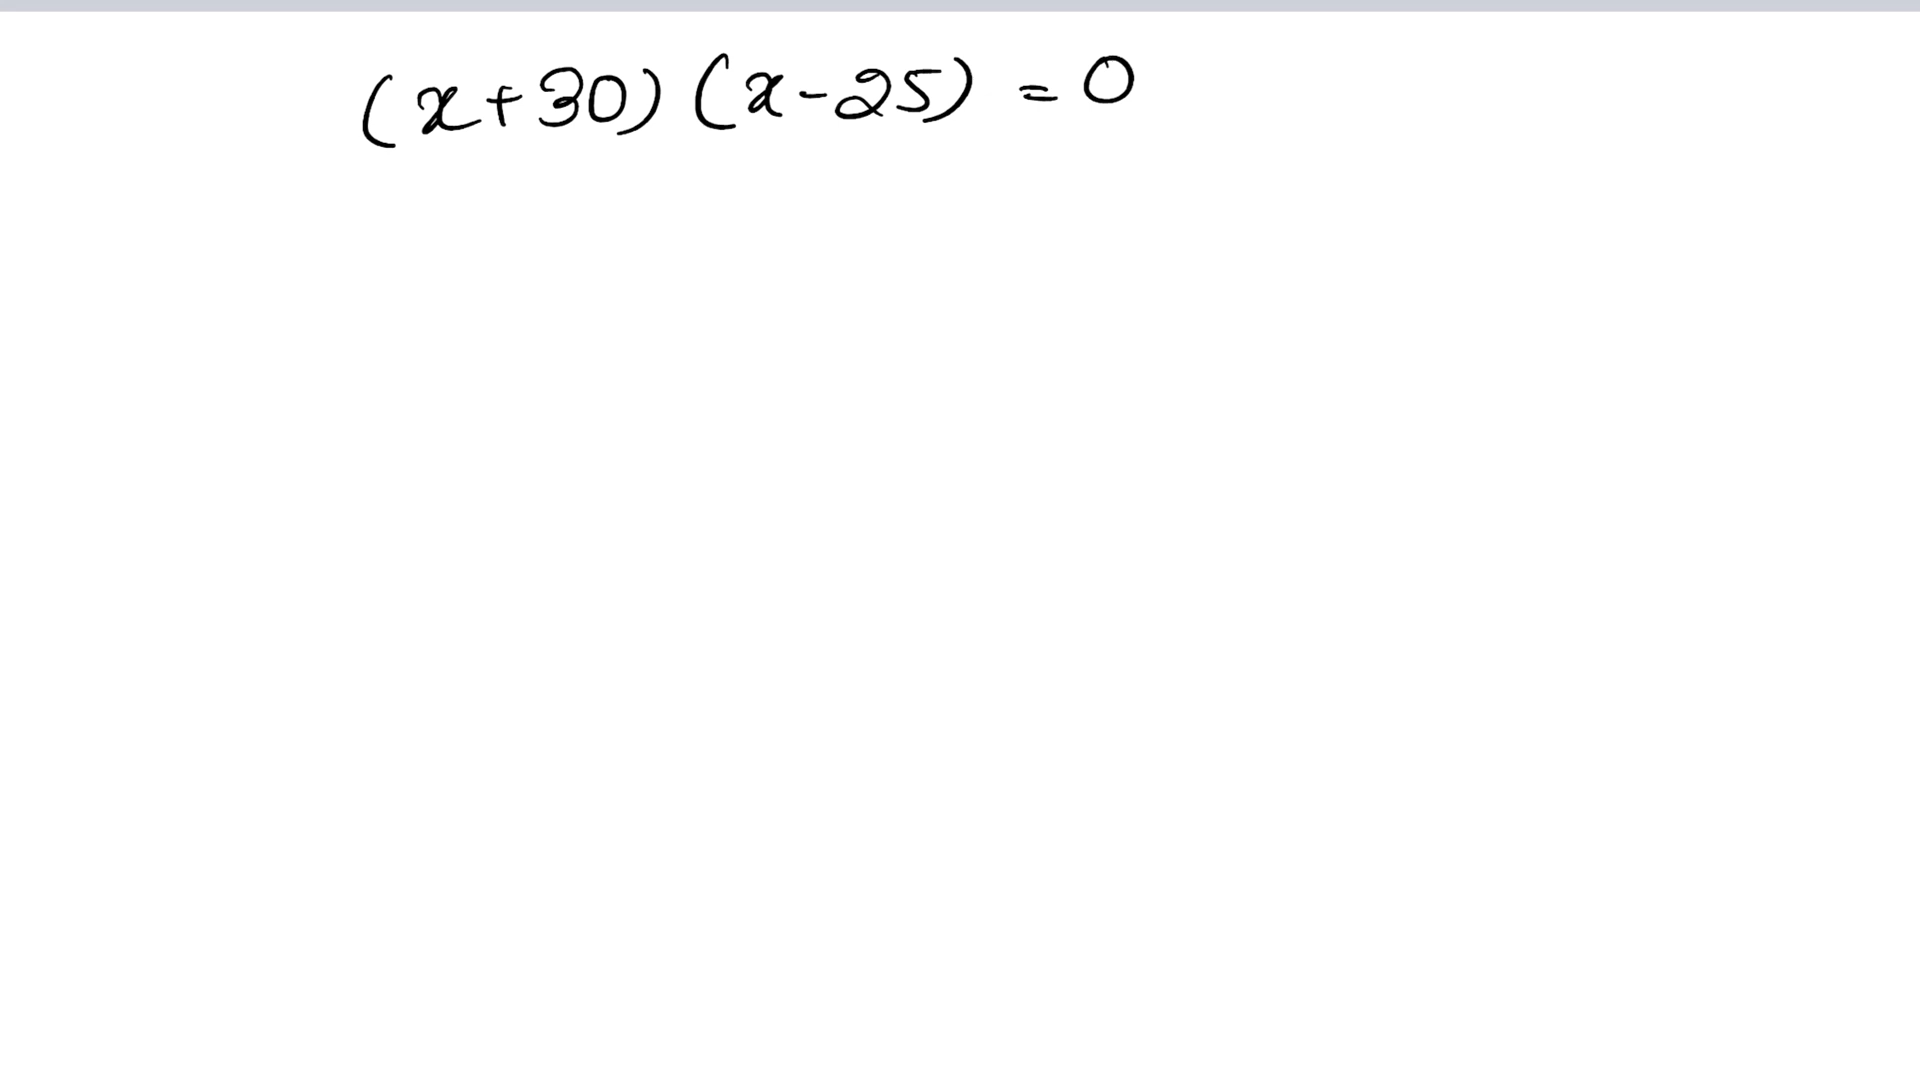 (x+30) (x-25) = 0